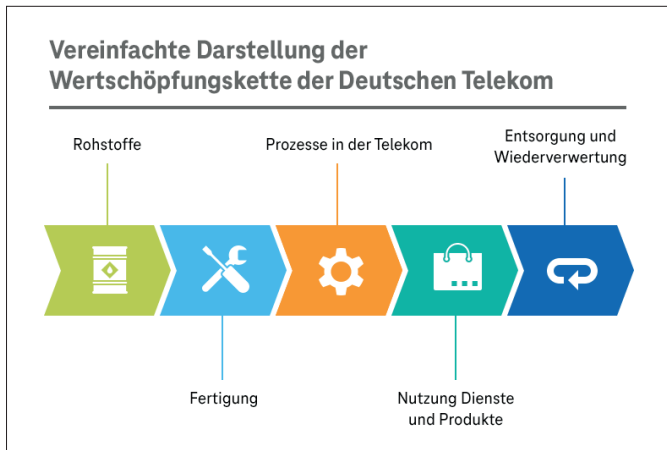 Vereinfachte Darstellung der
Wertschöpfungskette der Deutschen Telekom
Rohstoffe
Prozesse in der Telekom
Entsorgung und
Wiederverwertung
Fertigung
Nutzung Dienste
und Produkte